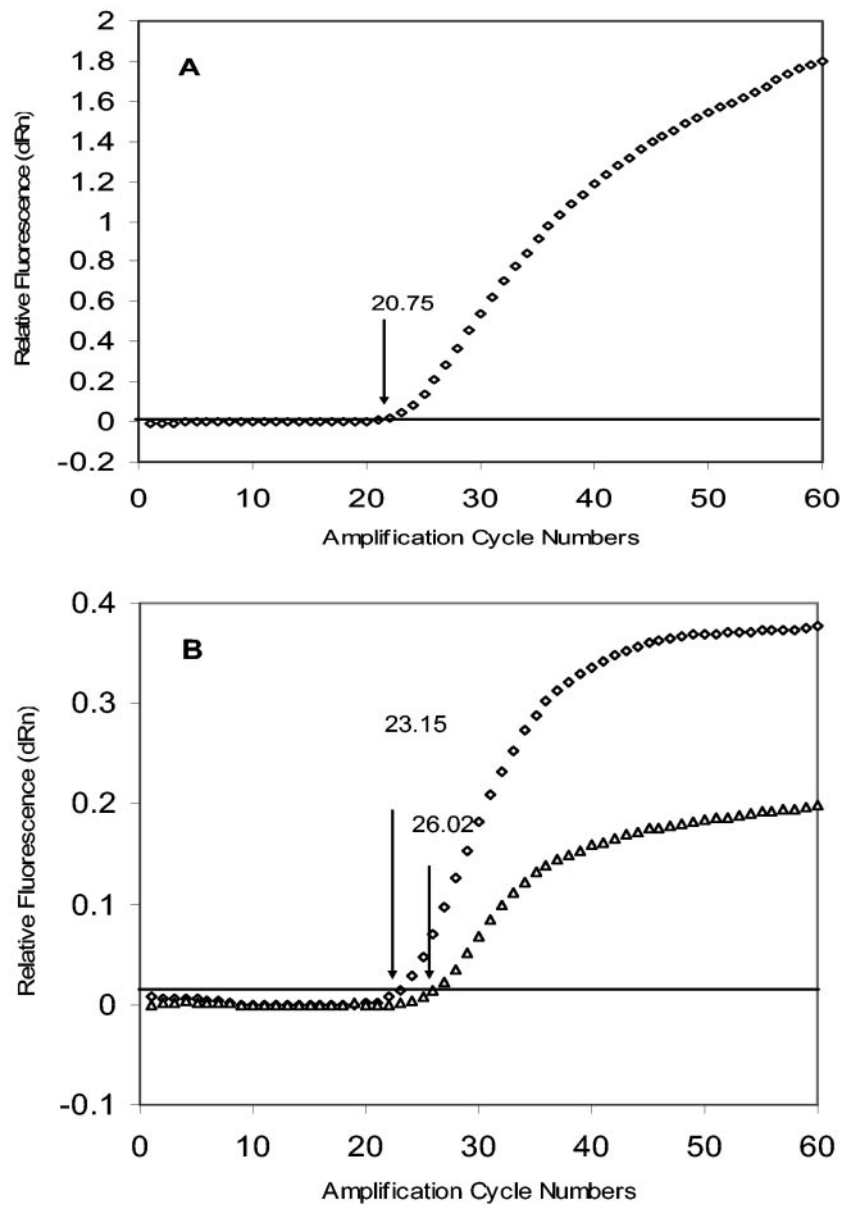 2
1.8
A
1.6
1.4
1.2
1
0.8
0.6
20.75
0.4
0.2
0
-0.2
0 10 20 30 40 50 60
Relative Fluorescence (dRn)
Amplification Cycle Numbers
0.4
B
0.3
23.15
0.2
26.02
0.1
0
-0.1
0 10 20 30 40 50 60
Relative Fluorescence (dRn)
Amplification Cycle Numbers